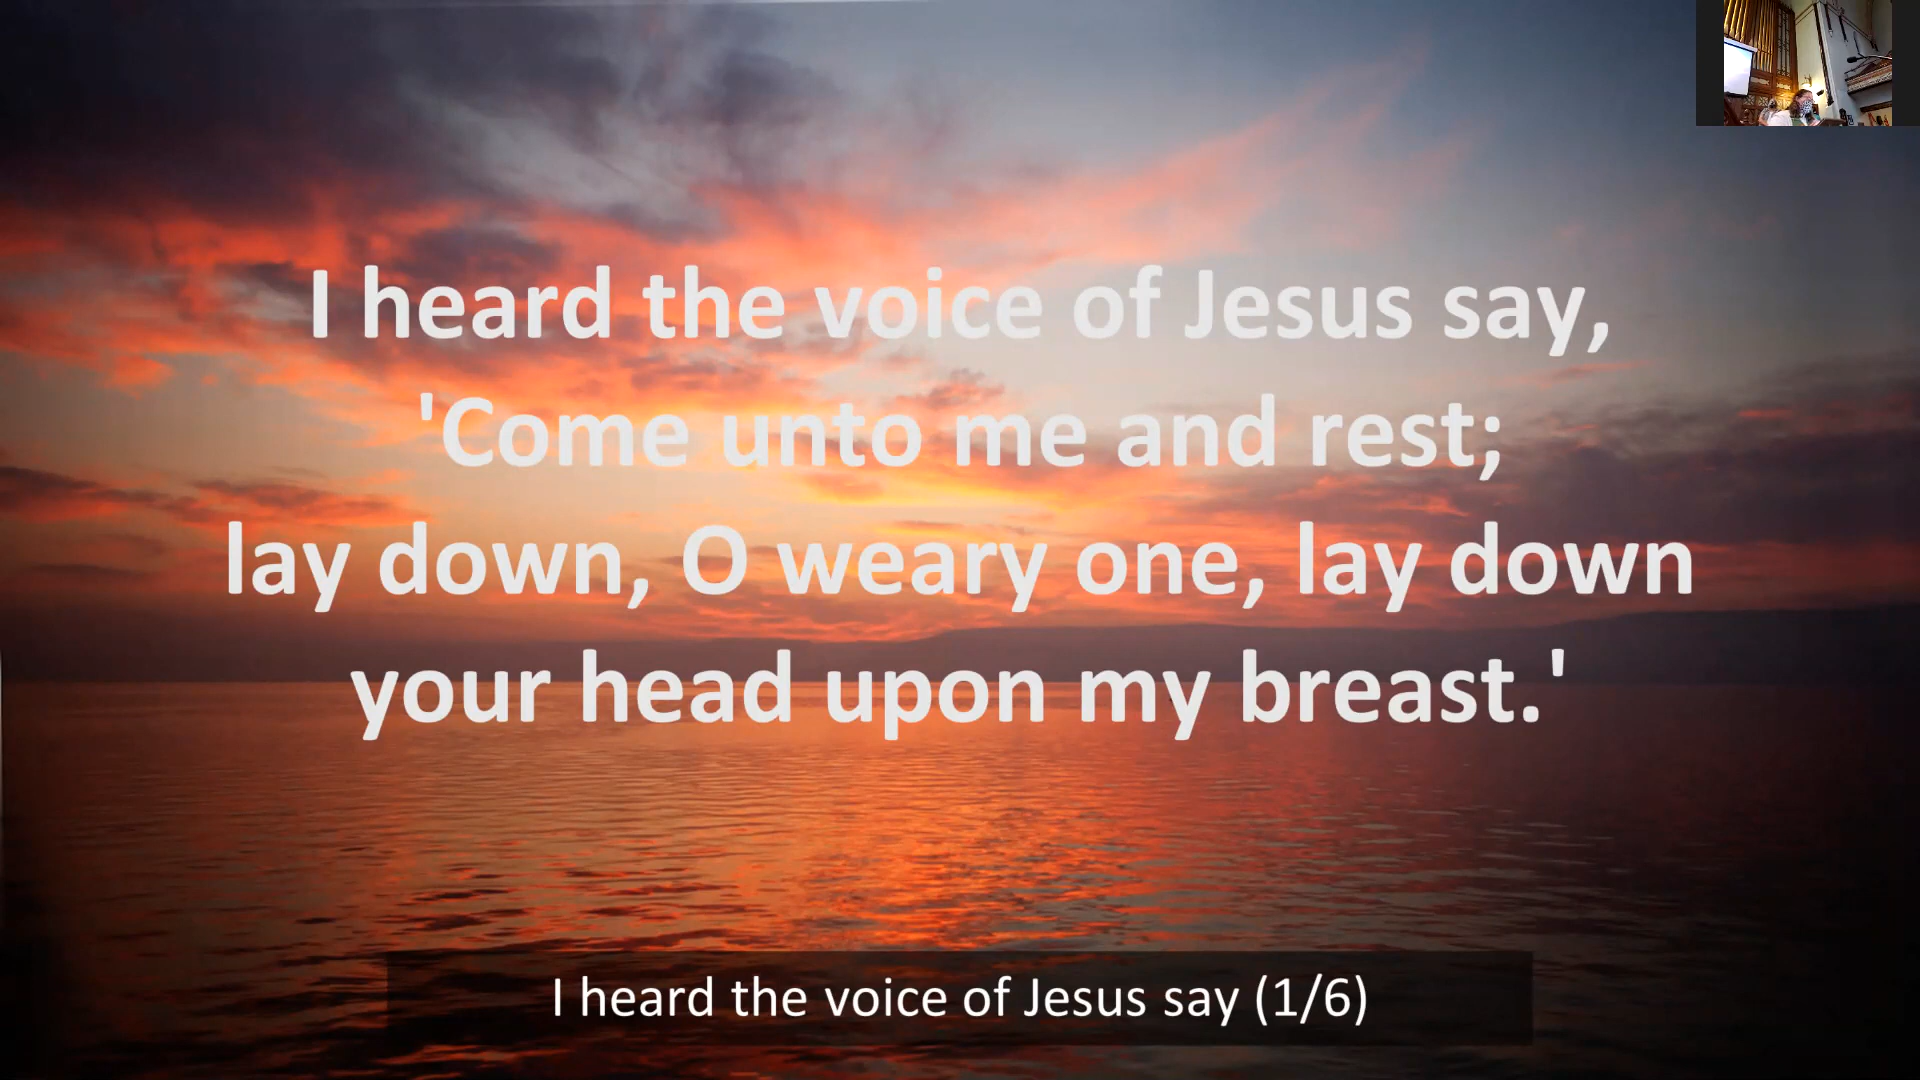 I heard the voice of Jesus say,
'Come unto me and rest;
lay down, O weary one, lay down
your head upon my breast.'
I heard the voice of Jesus say (1/6)